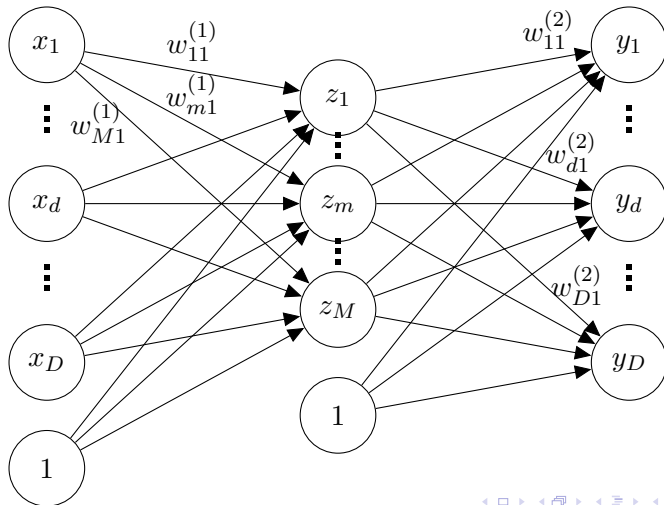 x_1
w_{11}^{(1)}
w_{m1}^{(1)}
w_{M1}^{(1)}
x_d
x_D
1
z_1
z_m
z_M
1
w_{11}^{(2)}
w_{d1}^{(2)}
w_{D1}^{(2)}
y_1
y_d
y_D